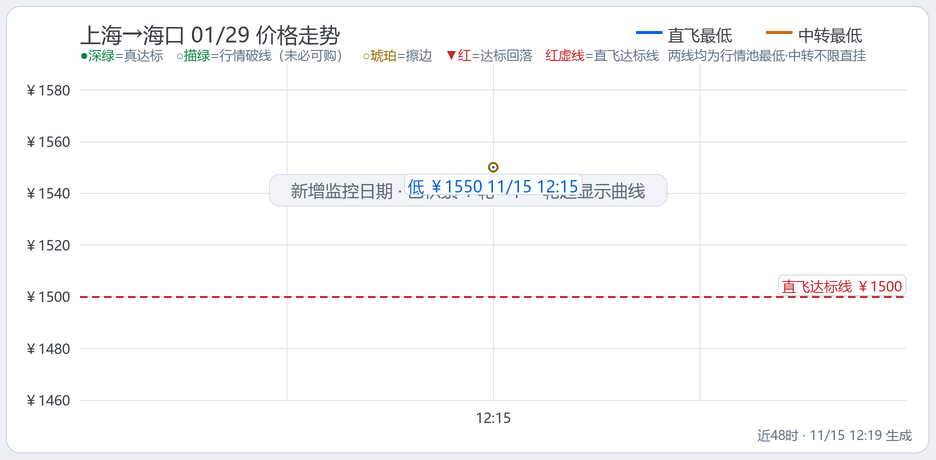 上海→海口 01/29 价格走势
直飞最低 中转最低
●深绿=真达标 ○描绿=行情破线（未必可购） ○琥珀=擦边 ▼红=达标回落 红虚线=直飞达标线 两线均为行情池最低·中转不限直挂
¥1580
¥1560
¥1540
¥1520
¥1500
¥1480
¥1460
新增监控日期 ·
低 ¥1550 11/15 12:15
显示曲线
直飞达标线 ¥1500
12:15
近48时 · 11/15 12:19 生成